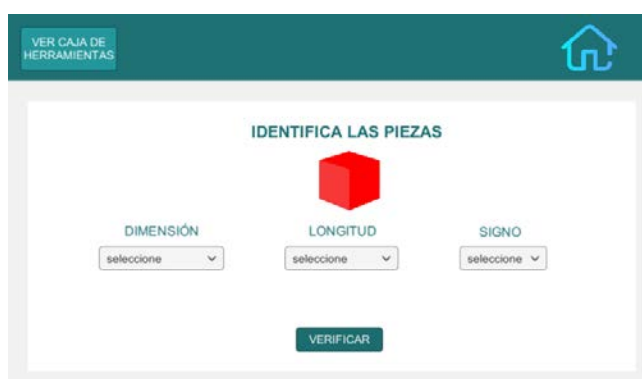 VER CAJA DE
HERRAMIENTAS
IDENTIFICA LAS PIEZAS
DIMENSIÓN
LONGITUD
SIGNO
seleccione
seleccione
seleccione
VERIFICAR